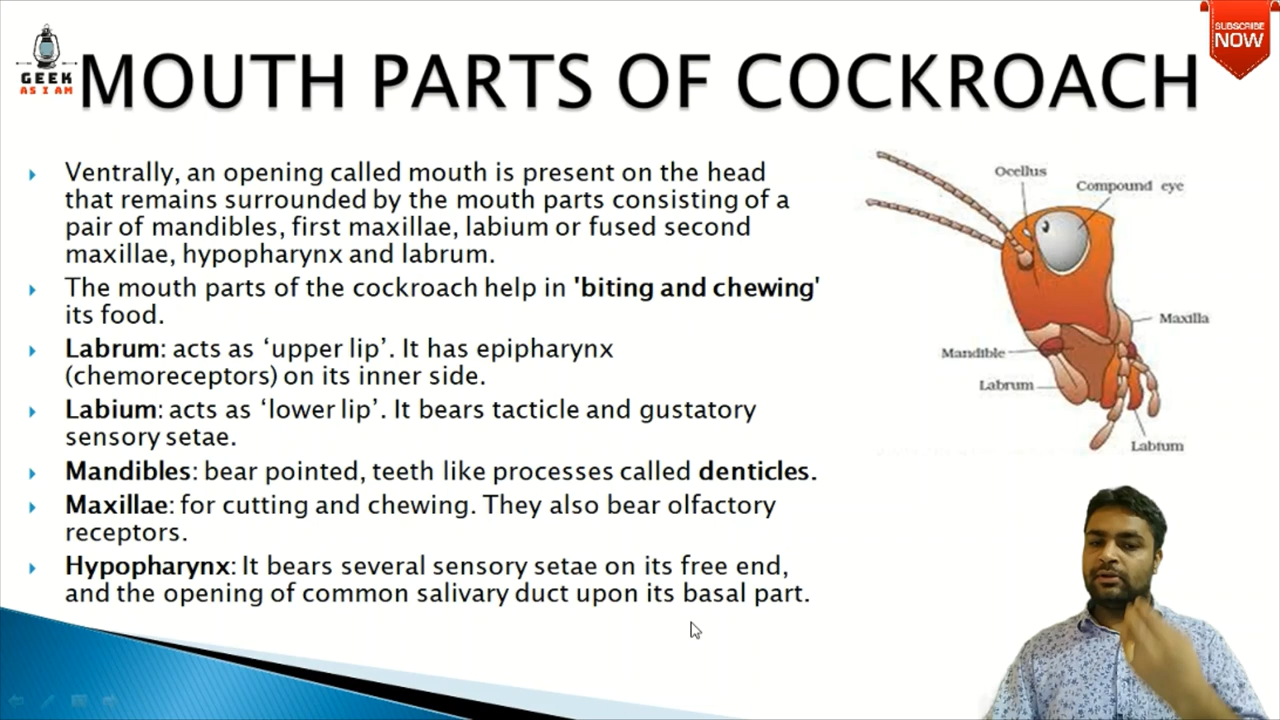 GEEK
AS I AM
SUBSCRIBE
NOW
MOUTH PARTS OF COCKROACH
Ventrally, an opening called mouth is present on the head
that remains surrounded by the mouth parts consisting of a
pair of mandibles, first maxillae, labium or fused second
maxillae, hypopharynx and labrum.
The mouth parts of the cockroach help in 'biting and chewing'
its food.
Labrum: acts as ‘upper lip’. It has epipharynx
(chemoreceptors) on its inner side.
Labium: acts as ‘lower lip’. It bears tacticle and gustatory
sensory setae.
Mandibles: bear pointed, teeth like processes called denticles.
Maxillae: for cutting and chewing. They also bear olfactory
receptors.
Hypopharynx: It bears several sensory setae on its free end,
and the opening of common salivary duct upon its basal part.
Ocellus
Compound eye
Maxilla
Mandible
Labrum
Labium